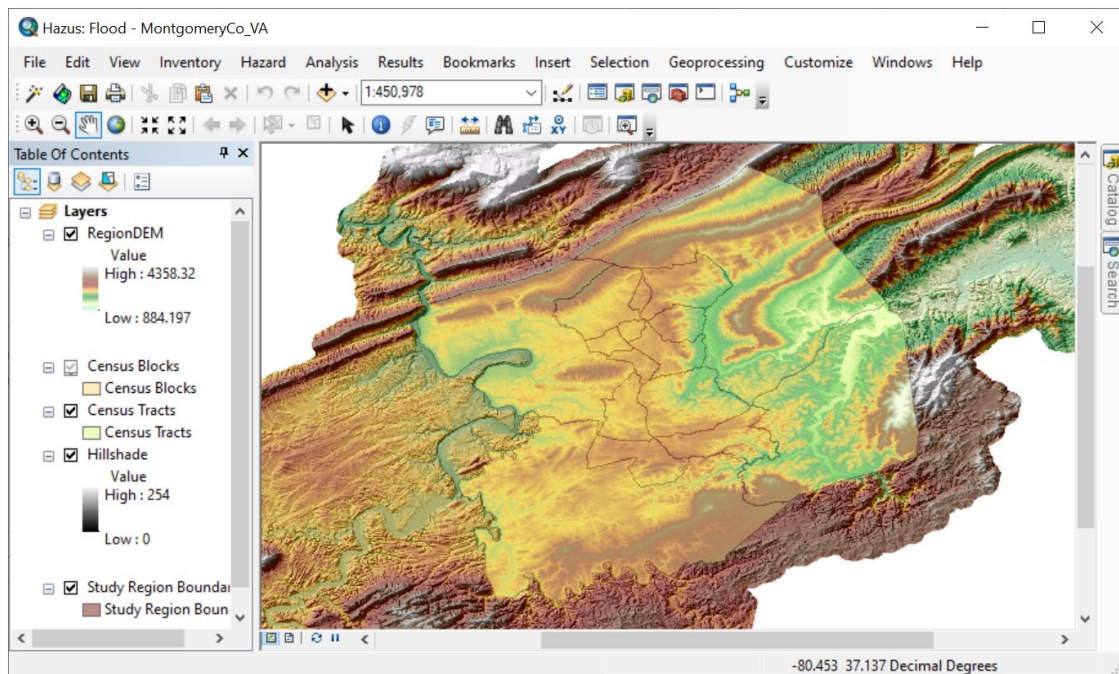 Hazus: Flood - MontgomeryCo_VA
File Edit View Inventory Hazard Analysis Results Bookmarks Insert Selection Geoprocessing Customize Windows Help
1:450,978
XY
Table Of Contents
Layers
RegionDEM
Value
High : 4358.32
Low : 884.197
Census Blocks
Census Blocks
Census Tracts
Census Tracts
Hillshade
Value
High : 254
Low : 0
Study Region Boundar
Study Region Boun
Catalog
Search
-80.453 37.137 Decimal Degrees